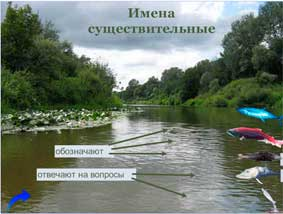 Имена
существительные
обозначают
отвечают на вопросы